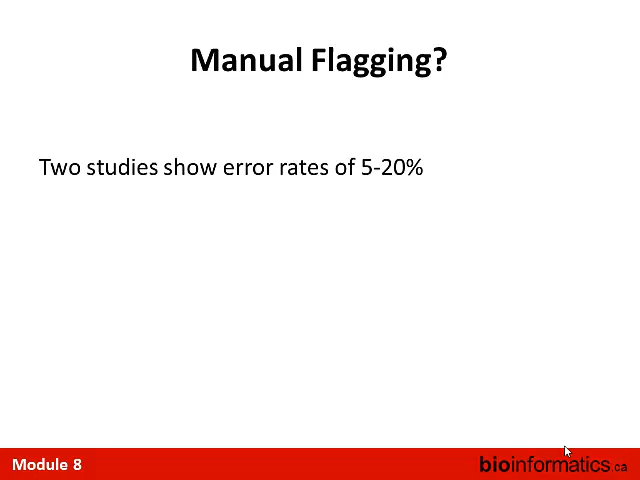 Manual Flagging?
Two studies show error rates of 5-20%
Module 8
bioinformatics.ca